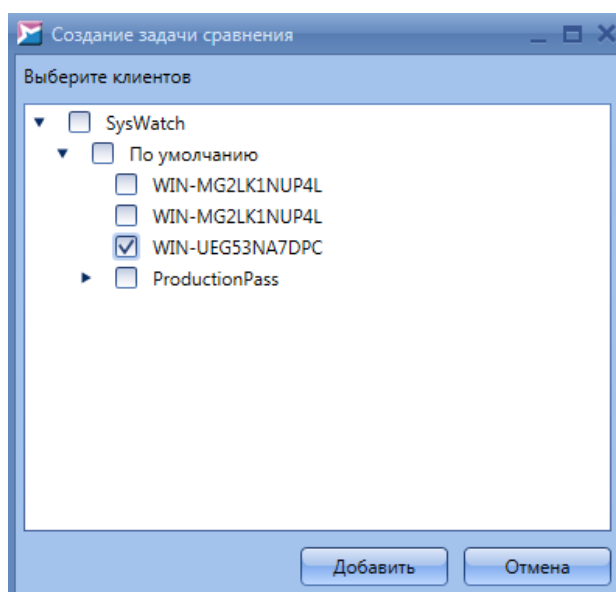 Создание задачи сравнения
Выберите клиентов
SysWatch
По умолчанию
WIN-MG2LK1NUP4L
WIN-MG2LK1NUP4L
WIN-UEG53NA7DPC
ProductionPass
Добавить Отмена